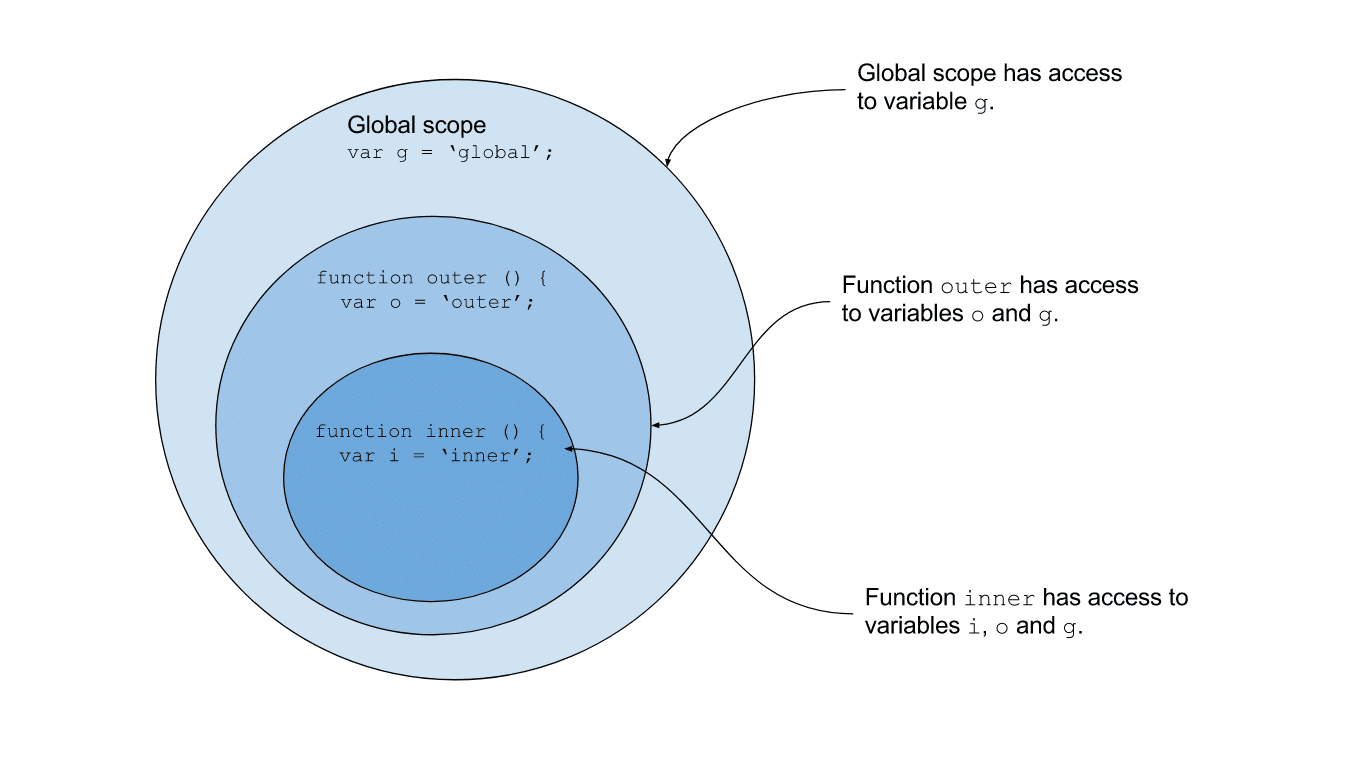 Global scope has access
to variable g.
Global scope
var g = ‘global’;
function outer () {
var o = ‘outer’;
Function outer has access
to variables o and g.
function inner () {
var i = ‘inner’;
Function inner has access to
variables i, o and g.